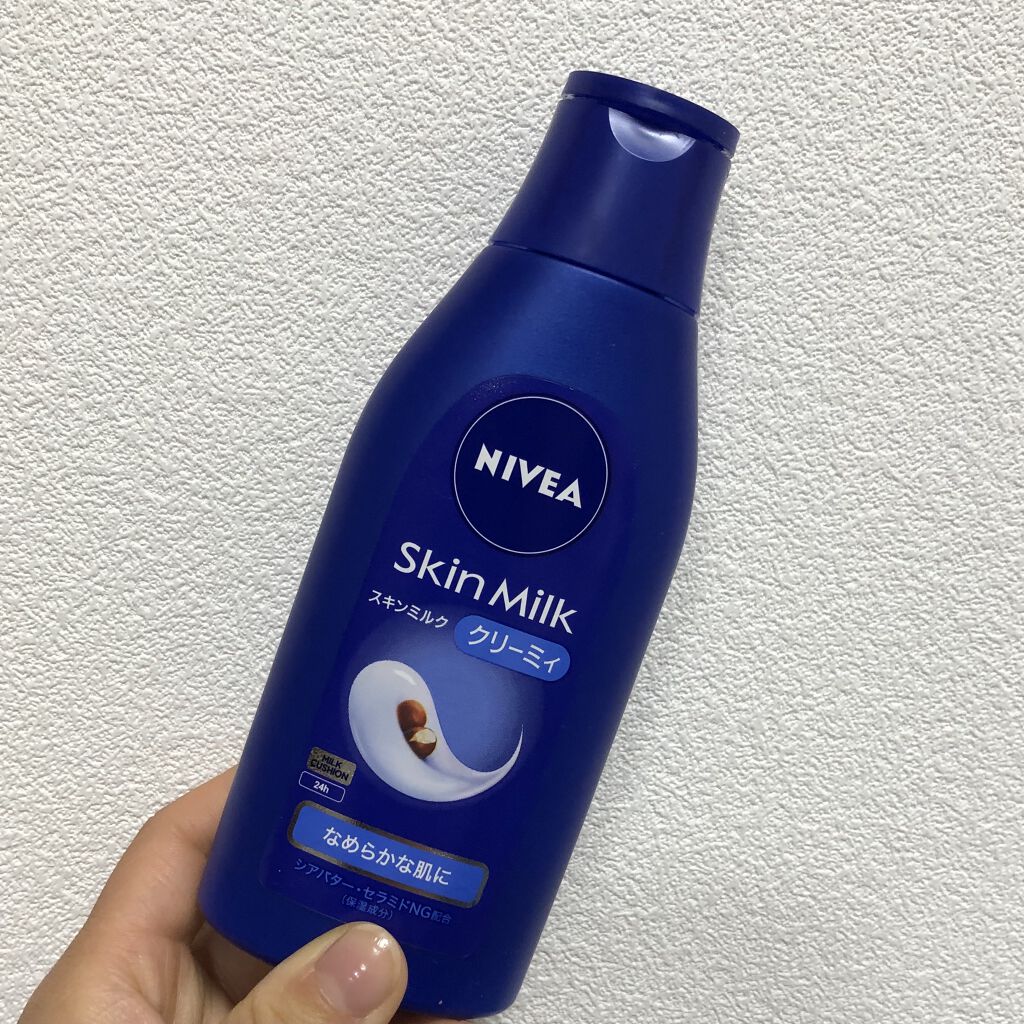 NIVEA
Skin Milk
スキンミルク クリーミィ
MILK
CUSHION
24h
なめらかな肌に
シアバター・セラミドNG配合
(保湿成分)